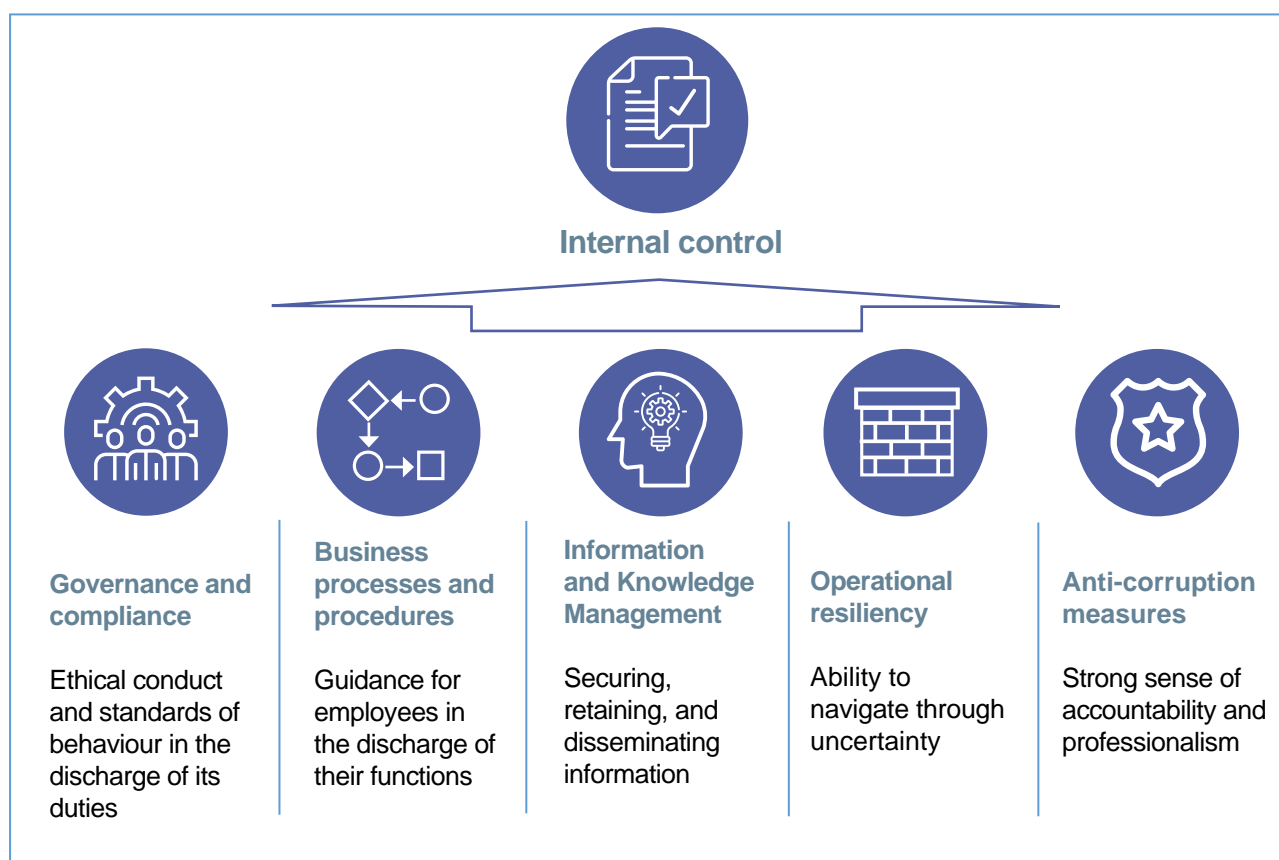 Internal control
Governance and
compliance
Ethical conduct
and standards of
behaviour in the
discharge of its
duties
Business
processes and
procedures
Guidance for
employees in
the discharge of
their functions
Information
and Knowledge
Management
Securing,
retaining, and
disseminating
information
Operational
resiliency
Ability to
navigate through
uncertainty
Anti-corruption
measures
Strong sense of
accountability and
professionalism